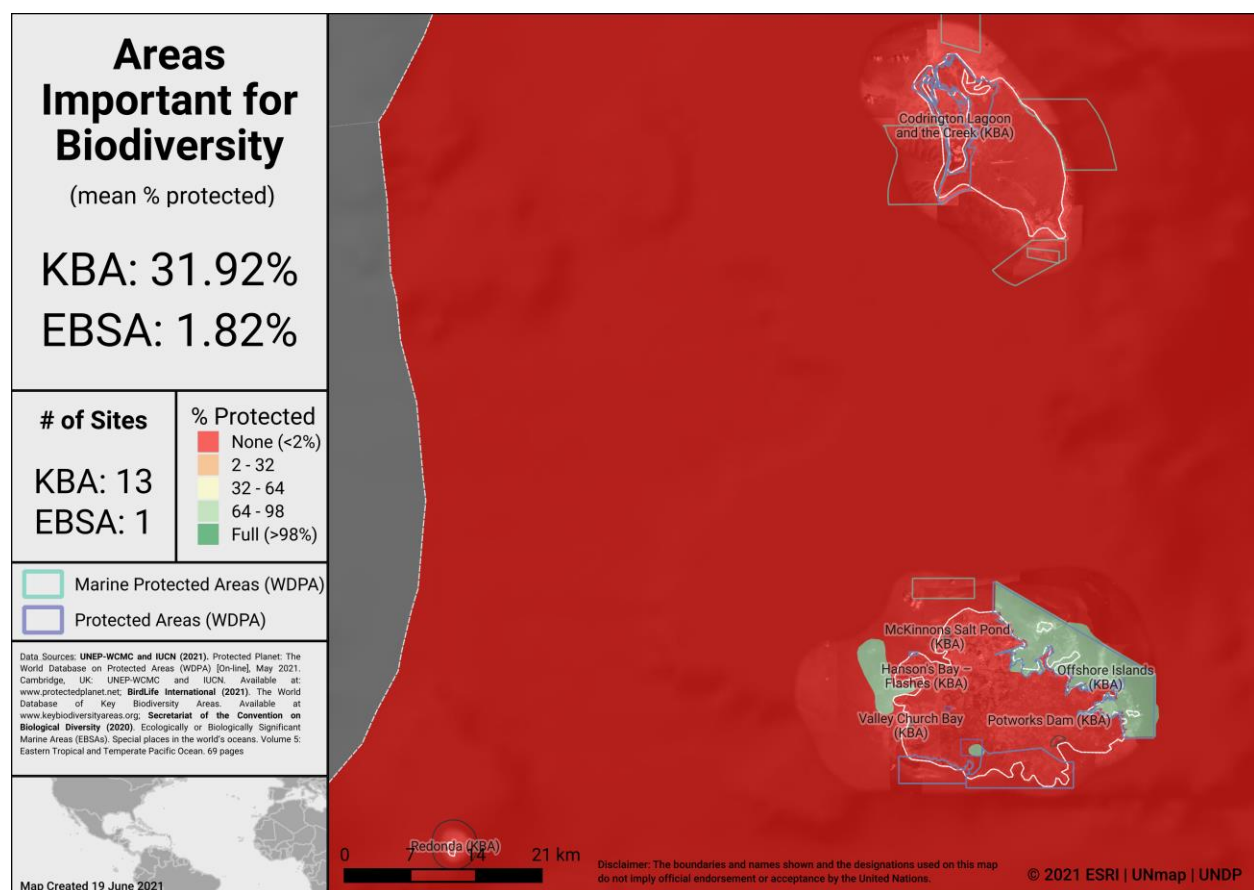 Areas
Important for
Biodiversity
(mean % protected)
KBA: 31.92%
EBSA: 1.82%
# of Sites
KBA: 13
EBSA: 1
% Protected
None (<2%)
2 - 32
32 - 64
64 - 98
Full (>98%)
Marine Protected Areas (WDPA)
Protected Areas (WDPA)
Data Sources: UNEP-WCMC and IUCN (2021). Protected Planet: The
World Database on Protected Areas (WDPA) [On-line], May 2021.
Cambridge, UK: UNEP-WCMC and IUCN. Available at:
www.protectedplanet.net; BirdLife International (2021). The World
Database of Key Biodiversity Areas. Available at
www.keybiodiversityareas.org; Secretariat of the Convention on
Biological Diversity (2020). Ecologically or Biologically Significant
Marine Areas (EBSAs). Special places in the world's oceans. Volume 5:
Eastern Tropical and Temperate Pacific Ocean. 69 pages
Map Created 19 June 2021
Codrington Lagoon
and the Creek (KBA)
McKinnons Salt Pond
(KBA)
Hanson's Bay –
Flashes (KBA)
Offshore Islands
(KBA)
Valley Church Bay
(KBA)
Potworks Dam (KBA)
Redonda (KBA)
0 7 14 21 km
Disclaimer: The boundaries and names shown and the designations used on this map
do not imply official endorsement or acceptance by the United Nations.
© 2021 ESRI | UNmap | UNDP